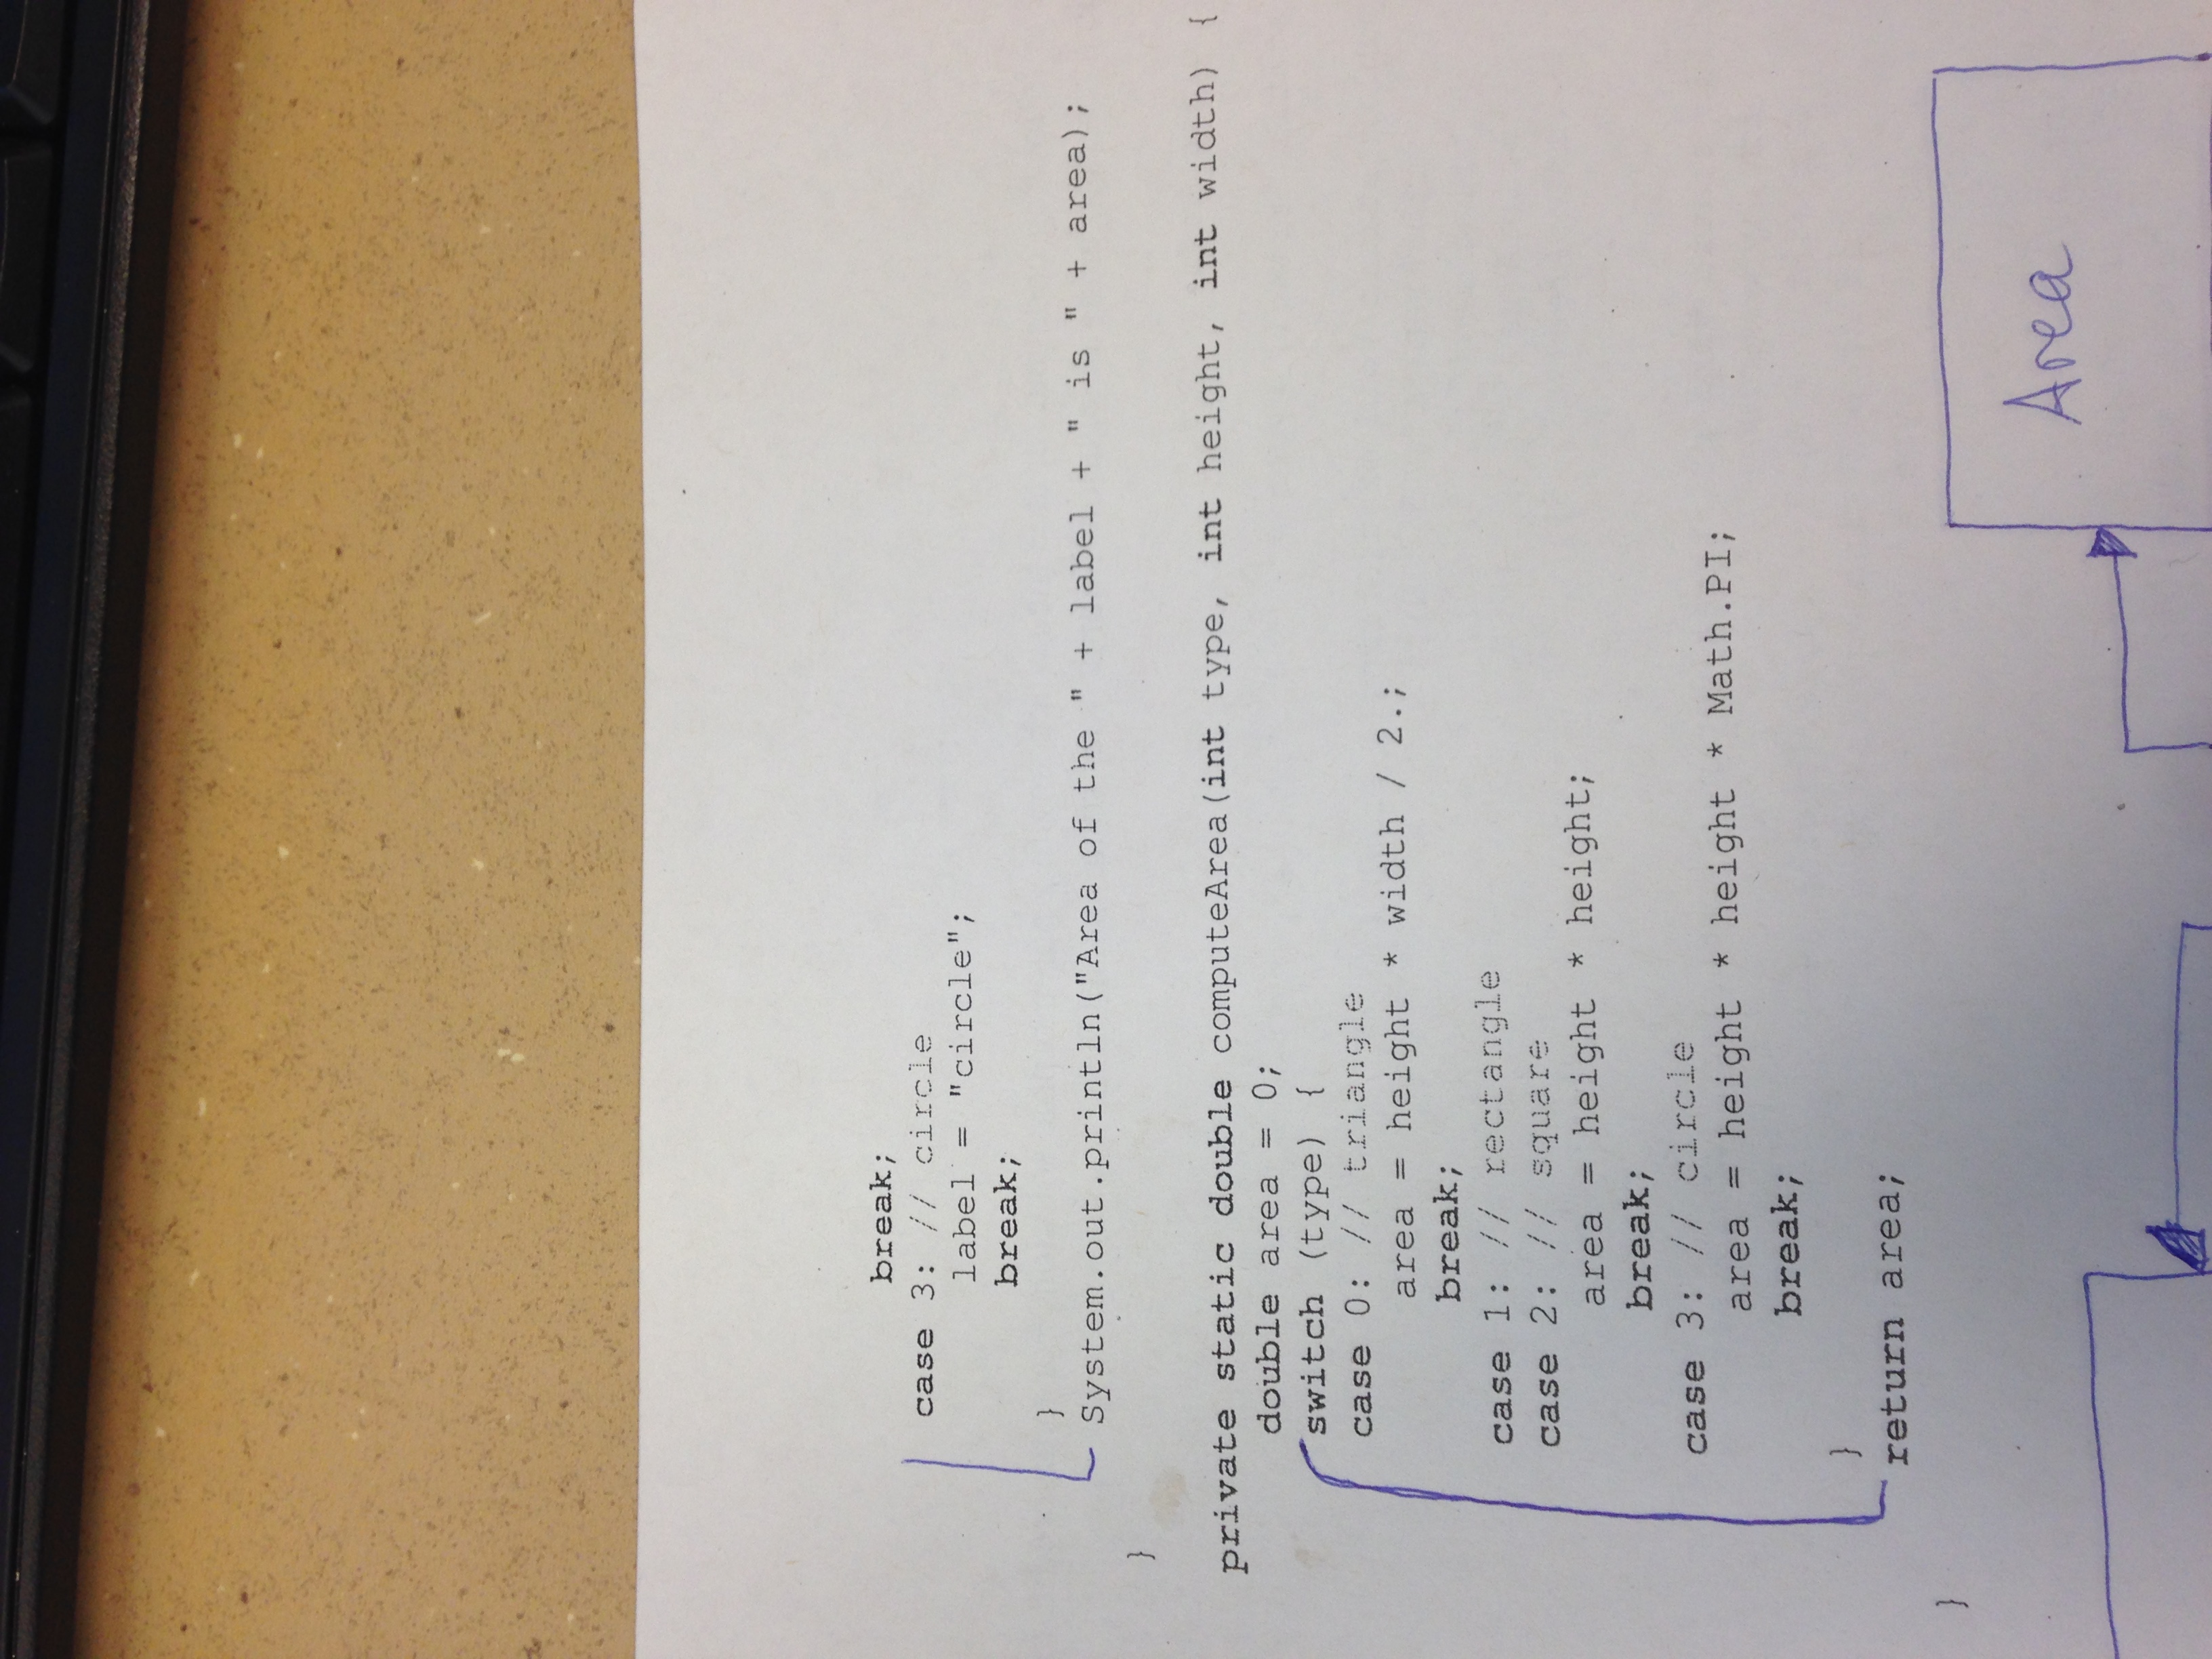 break;
case 3: // circle
label = "circle";
break;
}
System.out.println("Area of the " + label + " is " + area);
}
private static double computeArea(int type, int height, int width) {
double area = 0;
switch (type) {
case 0: // triangle
area = height * width / 2.;
break;
case 1: // rectangle
case 2: // square
area = height * height;
break;
case 3: // circle
area = height * height * Math.PI;
break;
}
return area;
}
Area